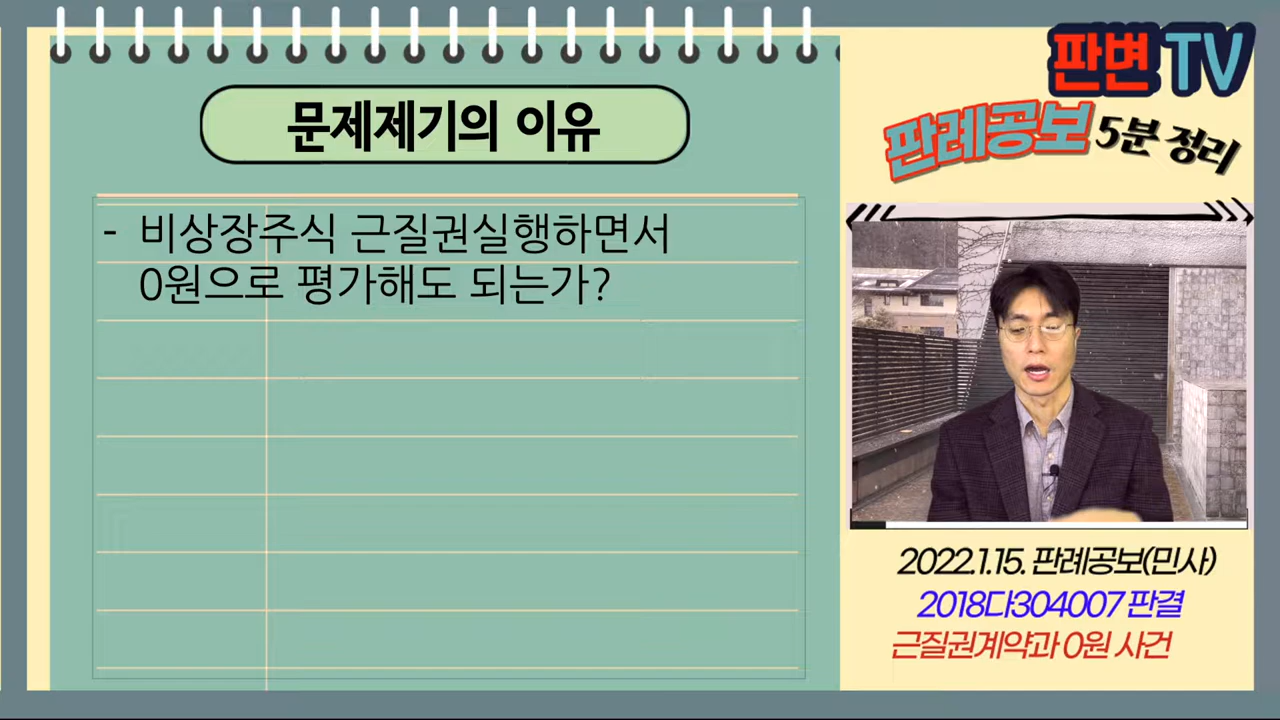 문제제기의 이유
- 비상장주식 근질권실행하면서
0원으로 평가해도 되는가?
판변 TV
판례공보 5분 정리
2022.1.15. 판례공보(민사)
2018다304007 판결
근질권계약과 0원 사건